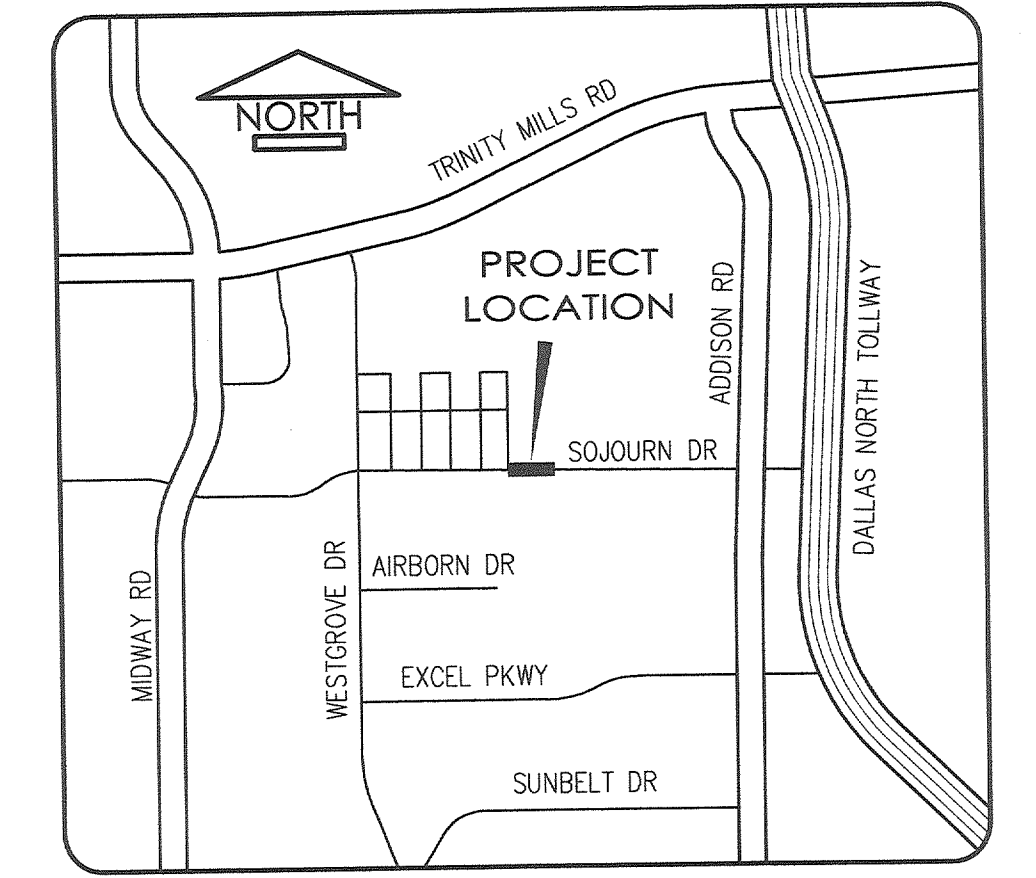 NORTH
TRINITY MILLS RD
PROJECT
LOCATION
ADDISON RD
DALLAS NORTH TOLLWAY
SOJOURN DR
MIDWAY RD
WESTGROVE DR
AIRBORN DR
EXCEL PKWY
SUNBELT DR